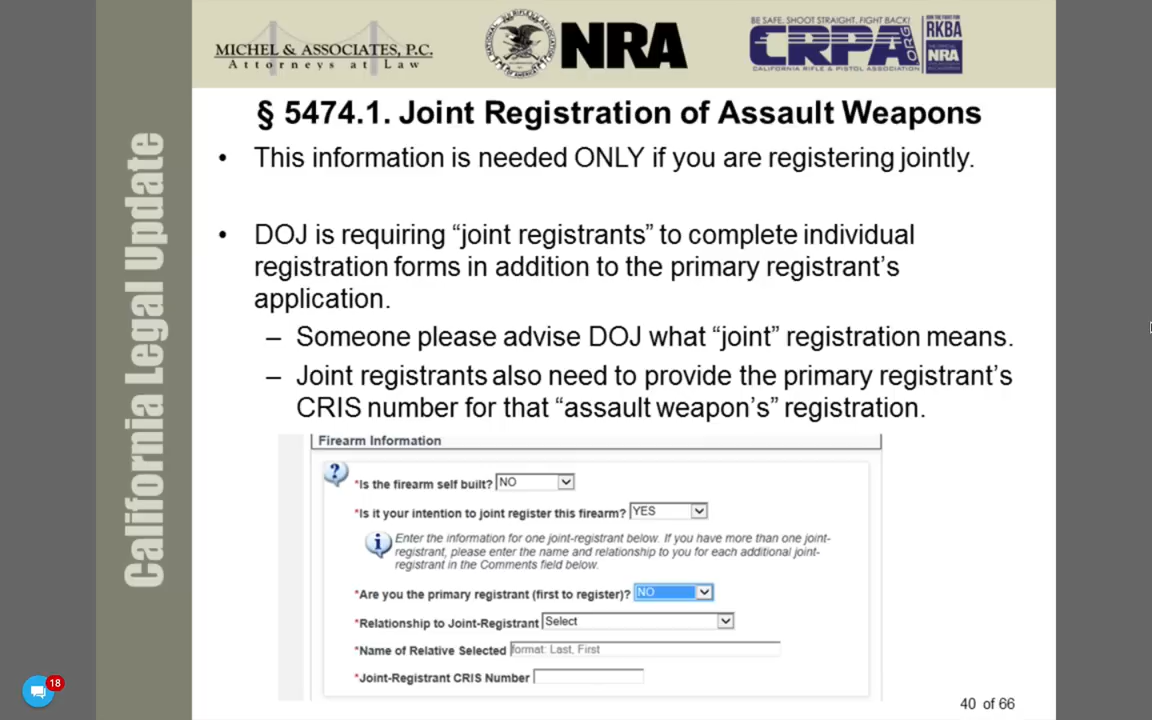 MICHEL & ASSOCIATES, P.C.
Attorneys at Law
NRA
BE SAFE. SHOOT STRAIGHT. FIGHT BACK!
CRPA.ORG
CALIFORNIA RIFLE & PISTOL ASSOCIATION
RKBA
NRA
California Legal Update
§ 5474.1. Joint Registration of Assault Weapons
• This information is needed ONLY if you are registering jointly.
• DOJ is requiring “joint registrants” to complete individual
registration forms in addition to the primary registrant’s
application.
– Someone please advise DOJ what “joint” registration means.
– Joint registrants also need to provide the primary registrant’s
CRIS number for that “assault weapon’s” registration.
Firearm Information
*Is the firearm self built? NO
*Is it your intention to joint register this firearm? YES
Enter the information for one joint-registrant below. If you have more than one joint-
registrant, please enter the name and relationship to you for each additional joint-
registrant in the Comments field below.
*Are you the primary registrant (first to register)? NO
*Relationship to Joint-Registrant Select
*Name of Relative Selected format: Last, First
*Joint-Registrant CRIS Number
18
40 of 66